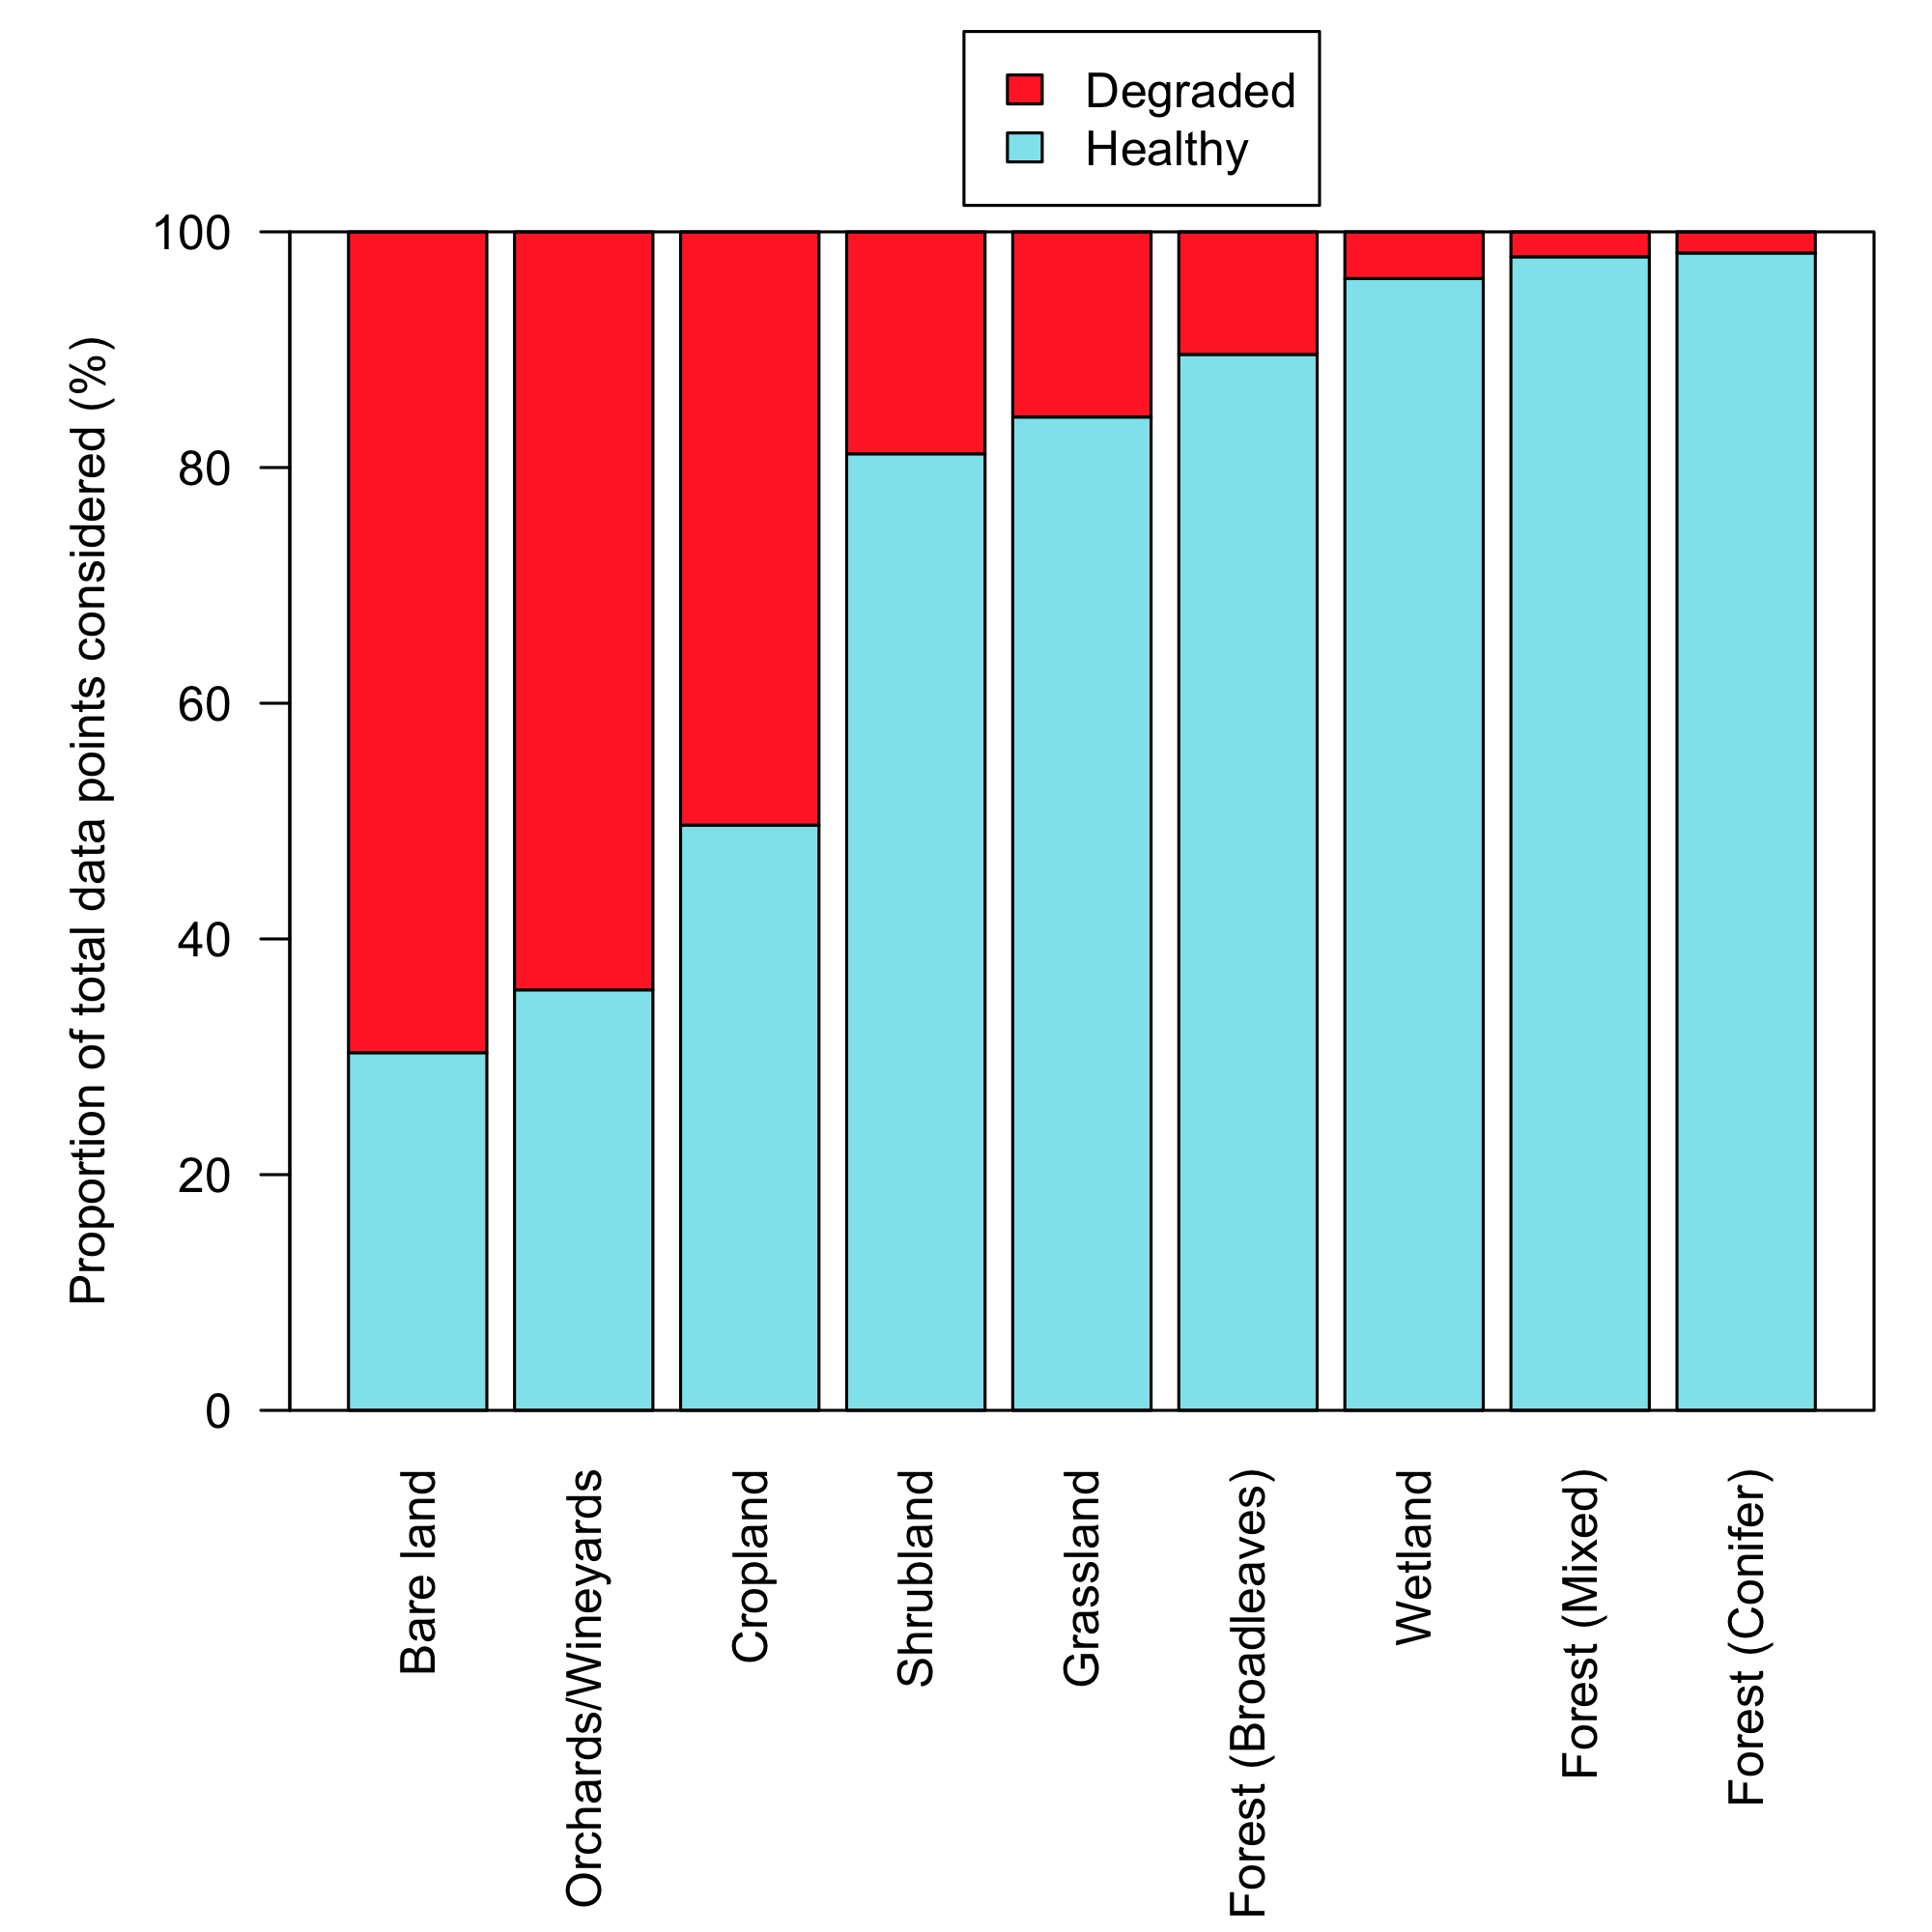 Degraded
Healthy
Proportion of total data points considered (%)
100
80
60
40
20
0
Bare land
Orchards/Wineyards
Cropland
Shrubland
Grassland
Forest (Broadleaves)
Wetland
Forest (Mixed)
Forest (Conifer)